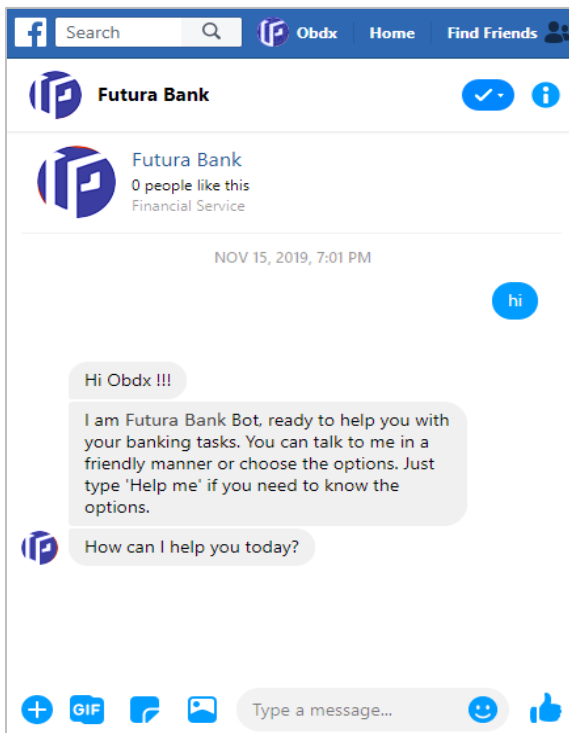 Search Obdx Home Find Friends
Futura Bank
Futura Bank
0 people like this
Financial Service
NOV 15, 2019, 7:01 PM
hi
Hi Obdx !!!
I am Futura Bank Bot, ready to help you with
your banking tasks. You can talk to me in a
friendly manner or choose the options. Just
type 'Help me' if you need to know the
options.
How can I help you today?
GIF Type a message...